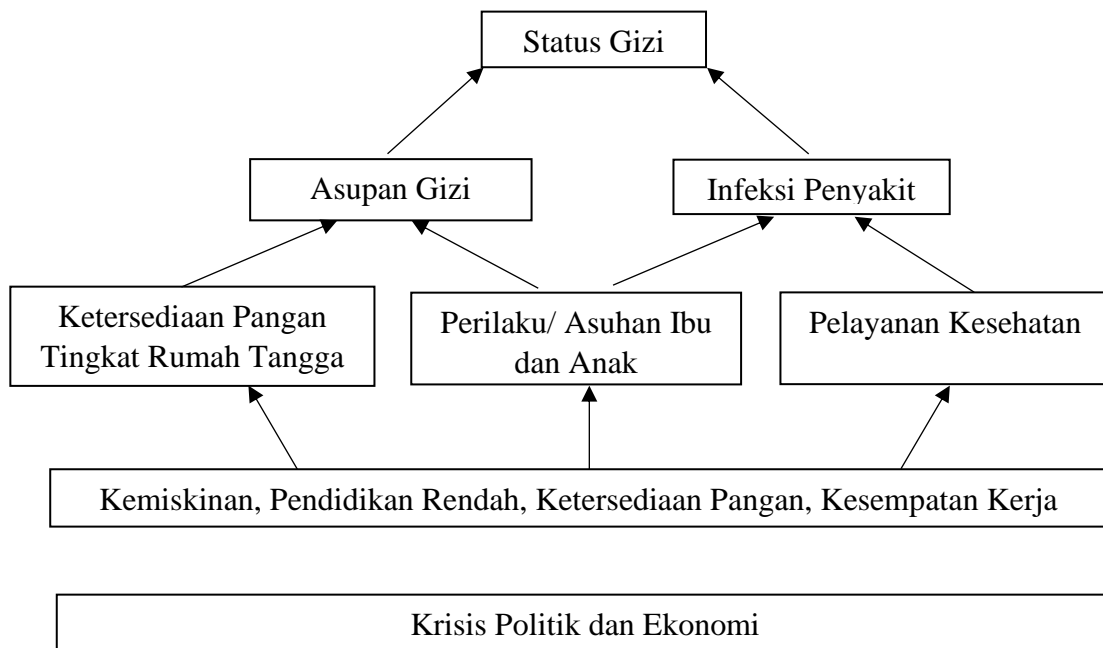 Status Gizi
Asupan Gizi
Infeksi Penyakit
Ketersediaan Pangan
Tingkat Rumah Tangga
Perilaku/ Asuhan Ibu
dan Anak
Pelayanan Kesehatan
Kemiskinan, Pendidikan Rendah, Ketersediaan Pangan, Kesempatan Kerja
Krisis Politik dan Ekonomi